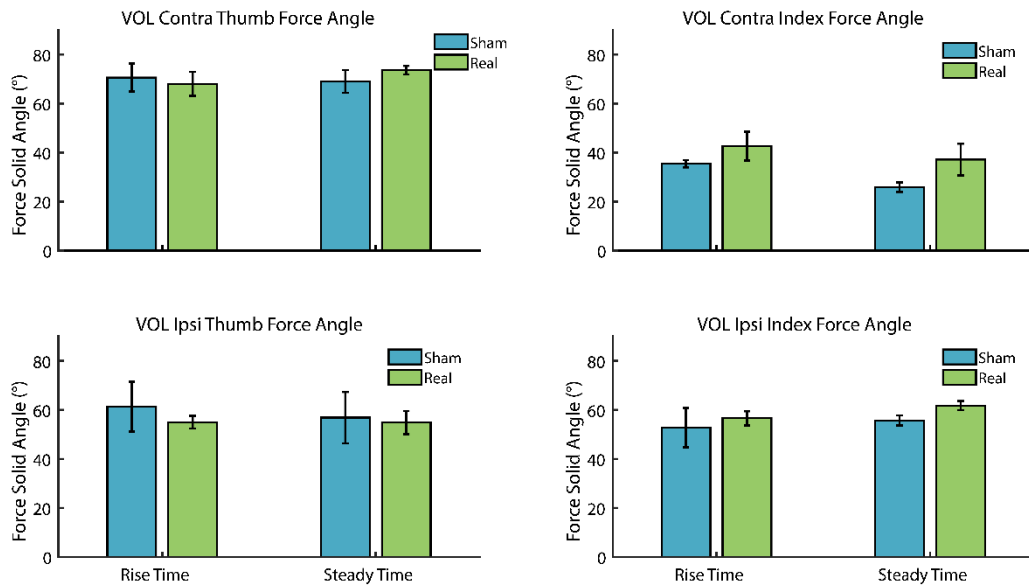 VOL Contra Thumb Force Angle
Sham
Real
80
60
40
20
0
Force Solid Angle (°)
VOL Contra Index Force Angle
Sham
Real
80
60
40
20
0
Force Solid Angle (°)
VOL Ipsi Thumb Force Angle
Sham
Real
80
60
40
20
0
Force Solid Angle (°)
Rise Time Steady Time
VOL Ipsi Index Force Angle
Sham
Real
80
60
40
20
0
Force Solid Angle (°)
Rise Time Steady Time